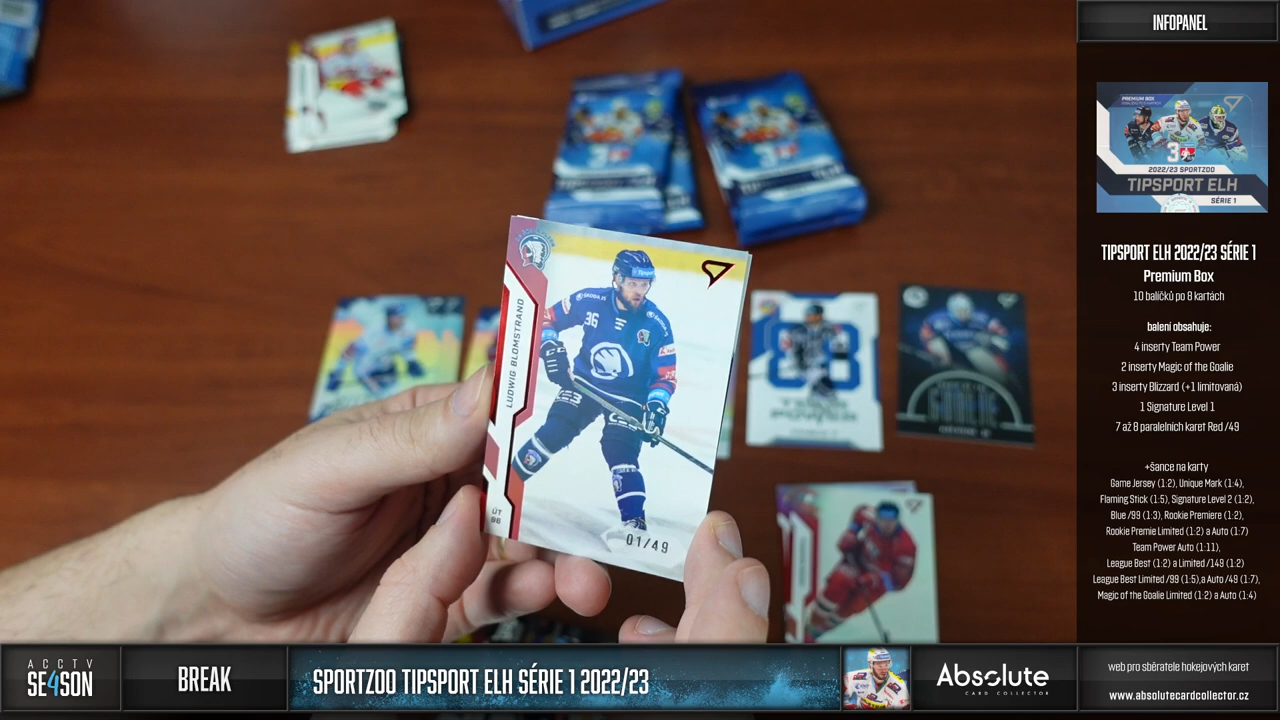 INFOPANEL
PREMIUM BOX
2022/23 SPORTZOO
TIPSPORT ELH
SÉRIE 1
TIPSPORT ELH 2022/23 SÉRIE 1
Premium Box
10 balíčků po 8 kartách
balení obsahuje:
4 inserty Team Power
2 inserty Magic of the Goalie
3 inserty Blizzard (+1 limitovaná)
1 Signature Level 1
7 až 8 paralelních karet Red /49
+šance na karty
Game Jersey (1:2), Unique Mark (1:4),
Flaming Stick (1:5), Signature Level 2 (1:2),
Blue /99 (1:3), Rookie Premiere (1:2),
Rookie Premie Limited (1:2) a Auto (1:7)
Team Power Auto (1:11),
League Best (1:2) a Limited /149 (1:2)
League Best Limited /99 (1:5),a Auto /49 (1:7),
Magic of the Goalie Limited (1:2) a Auto (1:4)
LUDWIG BLOMSTRAND
36
ŠKODA
ÚT
96
01/49
TEAM
POWER
GOALIE
ACCTV
SE4SON
BREAK
SPORTZOO TIPSPORT ELH SÉRIE 1 2022/23
Absolute
CARD COLLECTOR
web pro sběratele hokejových karet
www.absolutecardcollector.cz